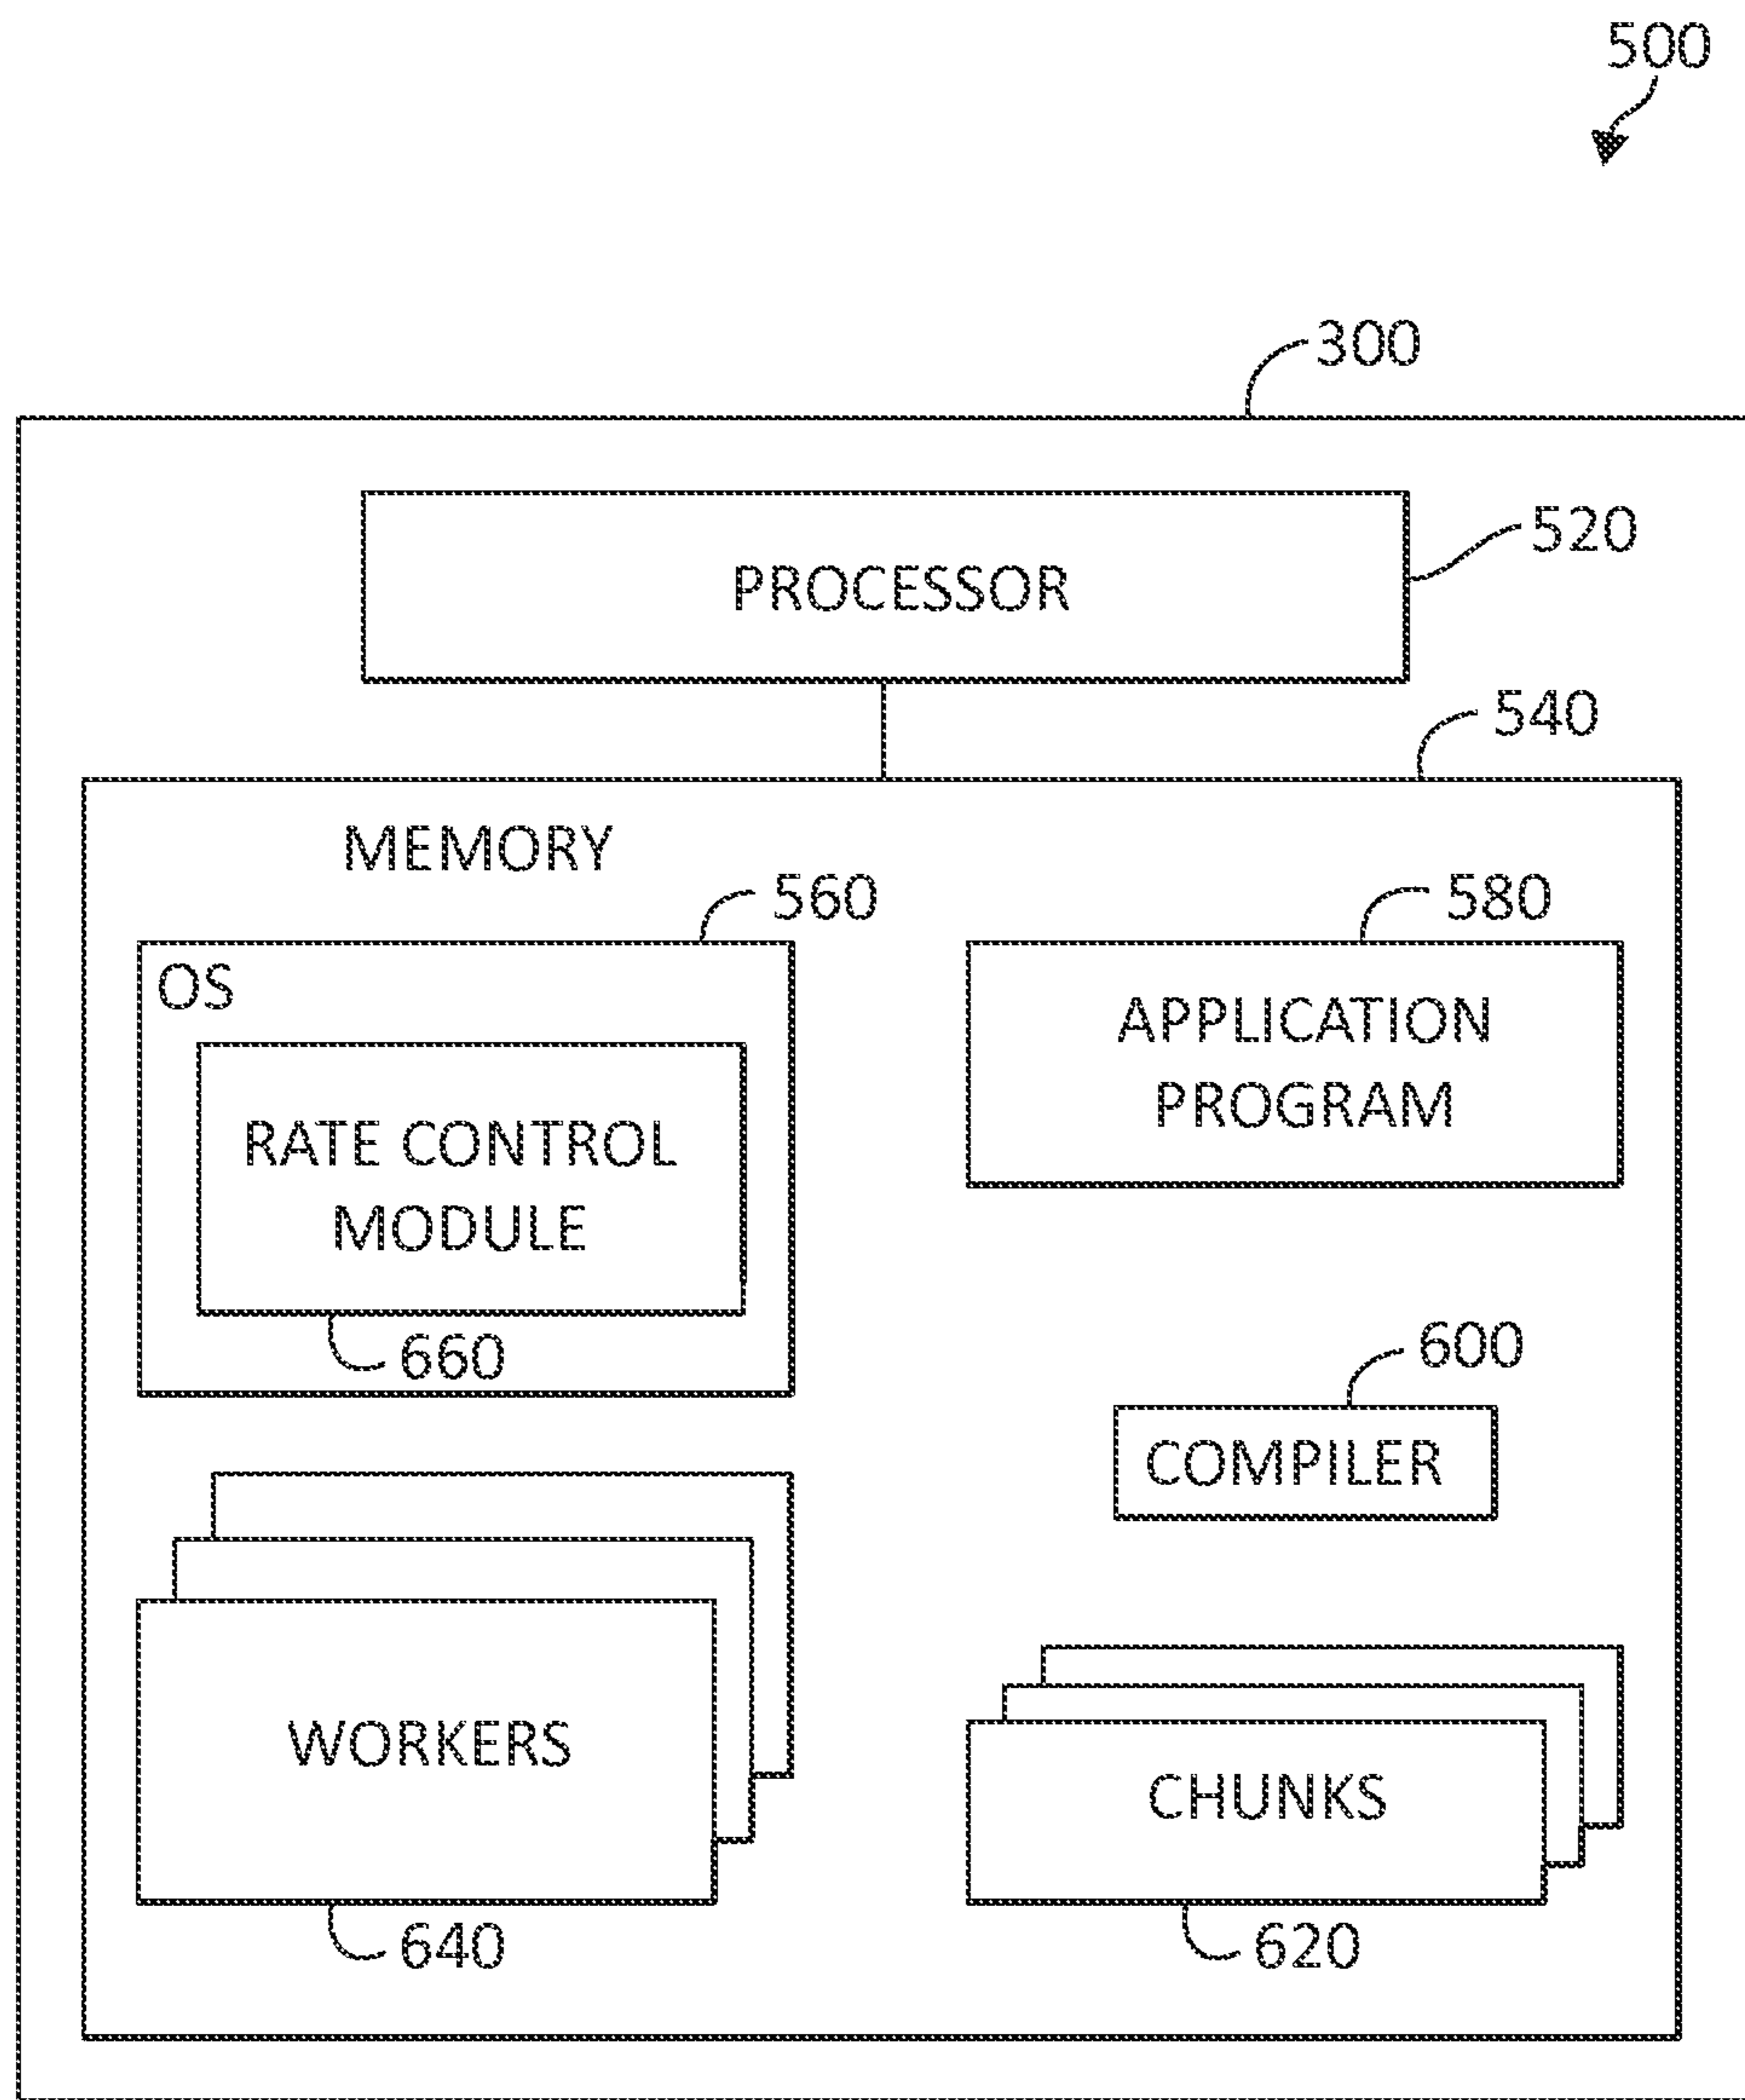 500
300
PROCESSOR
520
540
MEMORY
560
580
OS
APPLICATION
PROGRAM
RATE CONTROL
MODULE
660
600
COMPILER
WORKERS
CHUNKS
640
620